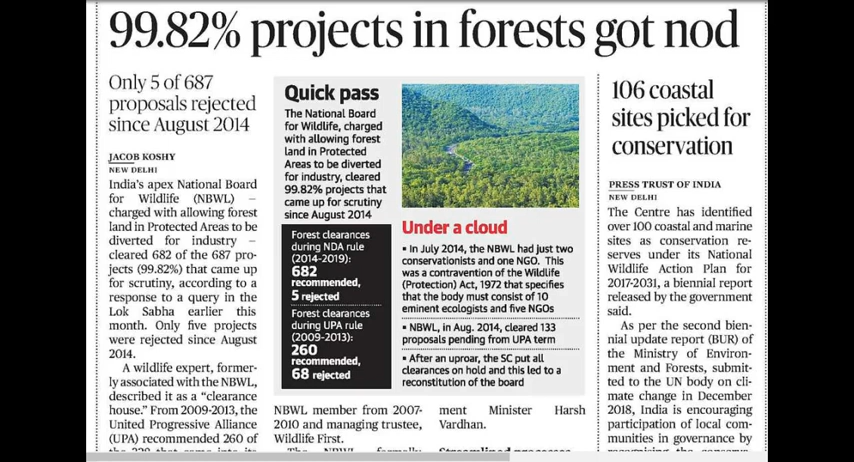 99.82% projects in forests got nod
Only 5 of 687
proposals rejected
since August 2014
JACOB KOSHY
NEW DELHI
India's apex National Board
for Wildlife (NBWL) –
charged with allowing forest
land in Protected Areas to be
diverted for industry –
cleared 682 of the 687 pro-
jects (99.82%) that came up
for scrutiny, according to a
response to a query in the
Lok Sabha earlier this
month. Only five projects
were rejected since August
2014.
A wildlife expert, former-
ly associated with the NBWL,
described it as a “clearance
house.” From 2009-2013, the
United Progressive Alliance
(UPA) recommended 260 of
Quick pass
The National Board
for Wildlife, charged
with allowing forest
land in Protected
Areas to be diverted
for industry, cleared
99.82% projects that
came up for scrutiny
since August 2014
Forest clearances
during NDA rule
(2014-2019):
682
recommended,
5 rejected
Forest clearances
during UPA rule
(2009-2013):
260
recommended,
68 rejected
Under a cloud
▪ In July 2014, the NBWL had just two
conservationists and one NGO. This
was a contravention of the Wildlife
(Protection) Act, 1972 that specifies
that the body must consist of 10
eminent ecologists and five NGOs
▪ NBWL, in Aug. 2014, cleared 133
proposals pending from UPA term
▪ After an uproar, the SC put all
clearances on hold and this led to a
reconstitution of the board
NBWL member from 2007-
2010 and managing trustee,
Wildlife First.
ment Minister Harsh
Vardhan.
106 coastal
sites picked for
conservation
PRESS TRUST OF INDIA
NEW DELHI
The Centre has identified
over 100 coastal and marine
sites as conservation re-
serves under its National
Wildlife Action Plan for
2017-2031, a biennial report
released by the government
said.
As per the second bien-
nial update report (BUR) of
the Ministry of Environ-
ment and Forests, submit-
ted to the UN body on cli-
mate change in December
2018, India is encouraging
participation of local com-
munities in governance by